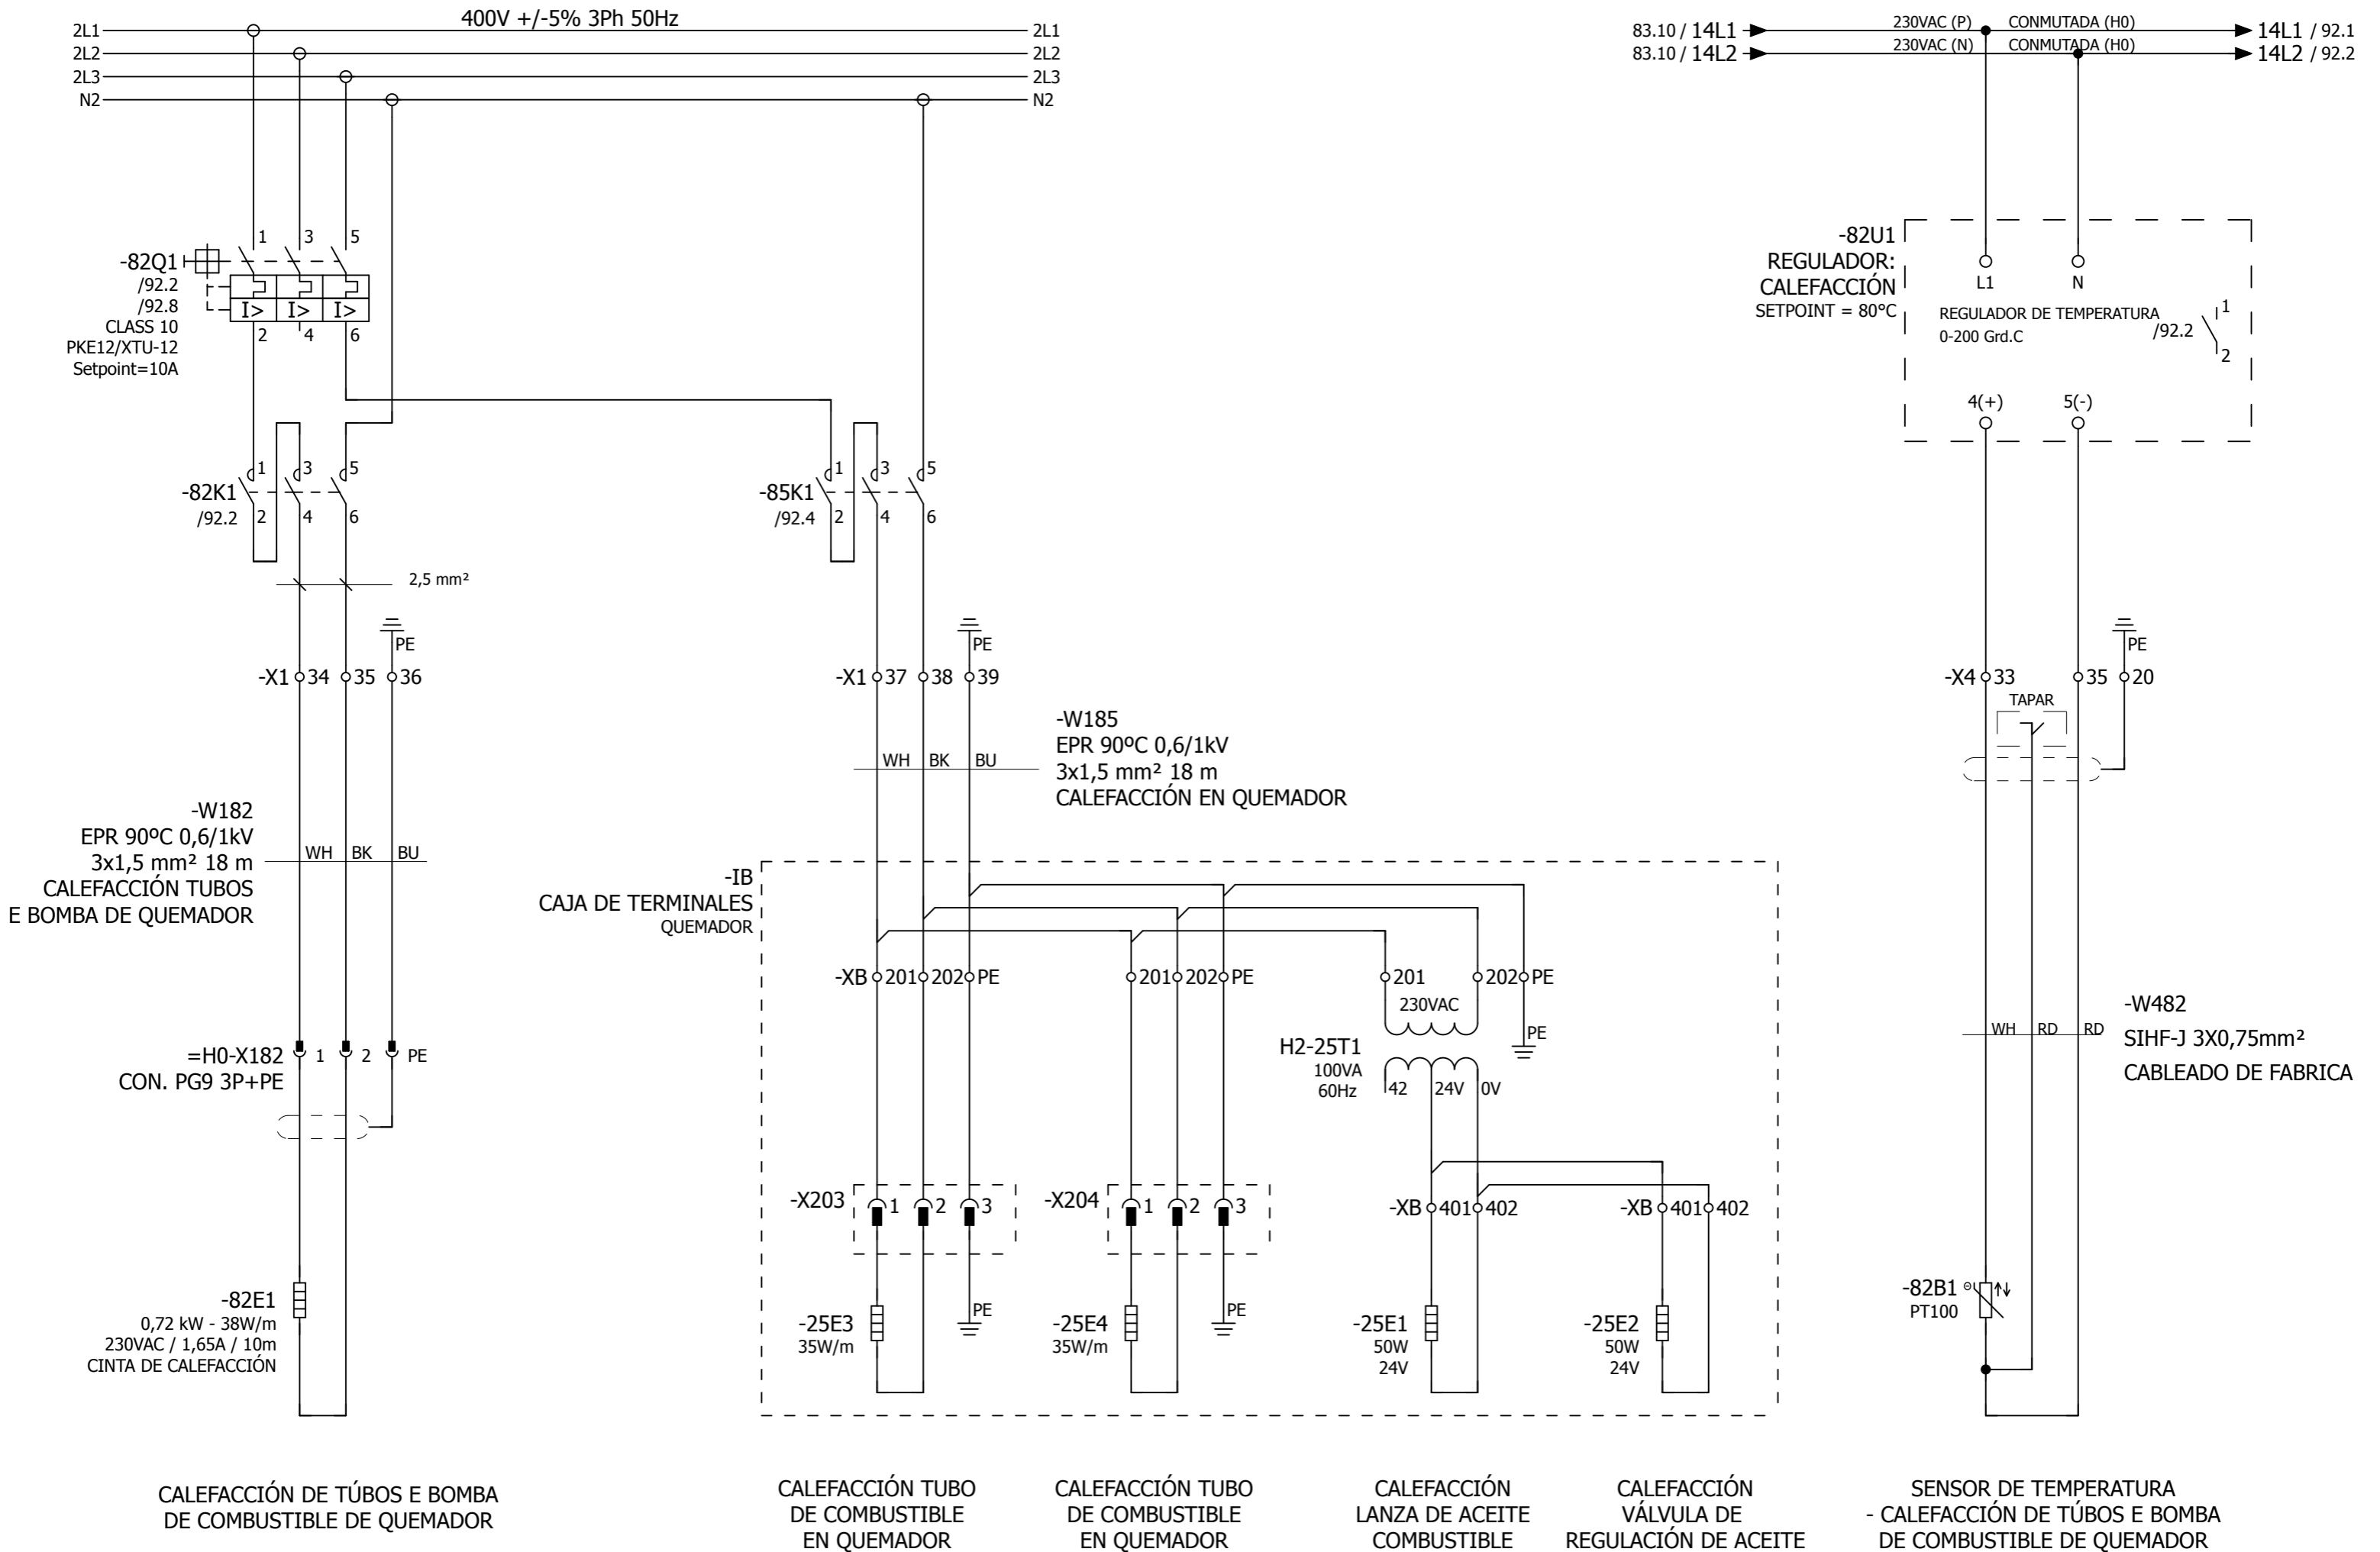 400V +/-5% 3Ph 50Hz
2L1
2L1
2L2
2L2
2L3
2L3
N2
N2
83.10 / 14L1
230VAC (P)
CONMUTADA (H0)
14L1 / 92.1
83.10 / 14L2
230VAC (N)
CONMUTADA (H0)
14L2 / 92.2
1
3
5
-82Q1
/92.2
/92.8
CLASS 10
PKE12/XTU-12
Setpoint=10A
I>
I>
I>
2
4
6
-82U1
REGULADOR:
CALEFACCIÓN
SETPOINT = 80°C
L1
N
REGULADOR DE TEMPERATURA
0-200 Grd.C
/92.2
1
2
4(+)
5(-)
-82K1
/92.2
1
3
5
2
4
6
2,5 mm²
-85K1
/92.4
1
3
5
2
4
6
PE
-X1
34
35
36
PE
-X1
37
38
39
PE
-X4
33
35
20
TAPAR
-W185
EPR 90ºC 0,6/1kV
3x1,5 mm² 18 m
CALEFACCIÓN EN QUEMADOR
WH
BK
BU
-W182
EPR 90ºC 0,6/1kV
3x1,5 mm² 18 m
CALEFACCIÓN TUBOS
E BOMBA DE QUEMADOR
WH
BK
BU
-IB
CAJA DE TERMINALES
QUEMADOR
-XB
201
202
PE
201
202
PE
201
202
PE
230VAC
PE
H2-25T1
100VA
60Hz
42
24V
0V
-W482
SIHF-J 3X0,75mm²
CABLEADO DE FABRICA
WH
RD
RD
=H0-X182
CON. PG9 3P+PE
1
2
PE
-X203
1
2
3
-X204
1
2
3
-XB
401
402
-XB
401
402
-82E1
0,72 kW - 38W/m
230VAC / 1,65A / 10m
CINTA DE CALEFACCIÓN
-25E3
35W/m
PE
-25E4
35W/m
PE
-25E1
50W
24V
-25E2
50W
24V
-82B1
PT100
CALEFACCIÓN DE TÚBOS E BOMBA
DE COMBUSTIBLE DE QUEMADOR
CALEFACCIÓN TUBO
DE COMBUSTIBLE
EN QUEMADOR
CALEFACCIÓN TUBO
DE COMBUSTIBLE
EN QUEMADOR
CALEFACCIÓN
LANZA DE ACEITE
COMBUSTIBLE
CALEFACCIÓN
VÁLVULA DE
REGULACIÓN DE ACEITE
SENSOR DE TEMPERATURA
- CALEFACCIÓN DE TÚBOS E BOMBA
DE COMBUSTIBLE DE QUEMADOR